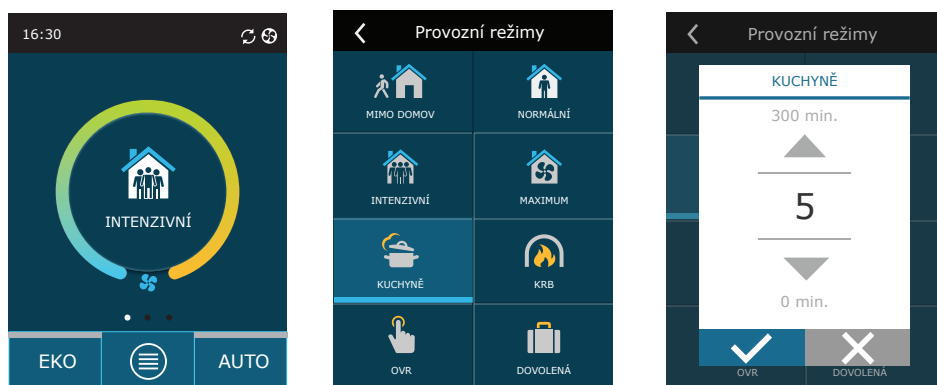 16:30
INTENZIVNÍ
EKO
AUTO
Provozní režimy
MIMO DOMOV
NORMÁLNÍ
INTENZIVNÍ
MAXIMUM
KUCHYNĚ
KRB
OVR
DOVOLENÁ
Provozní režimy
KUCHYNĚ
300 min.
5
0 min.
OVR
DOVOLENÁ